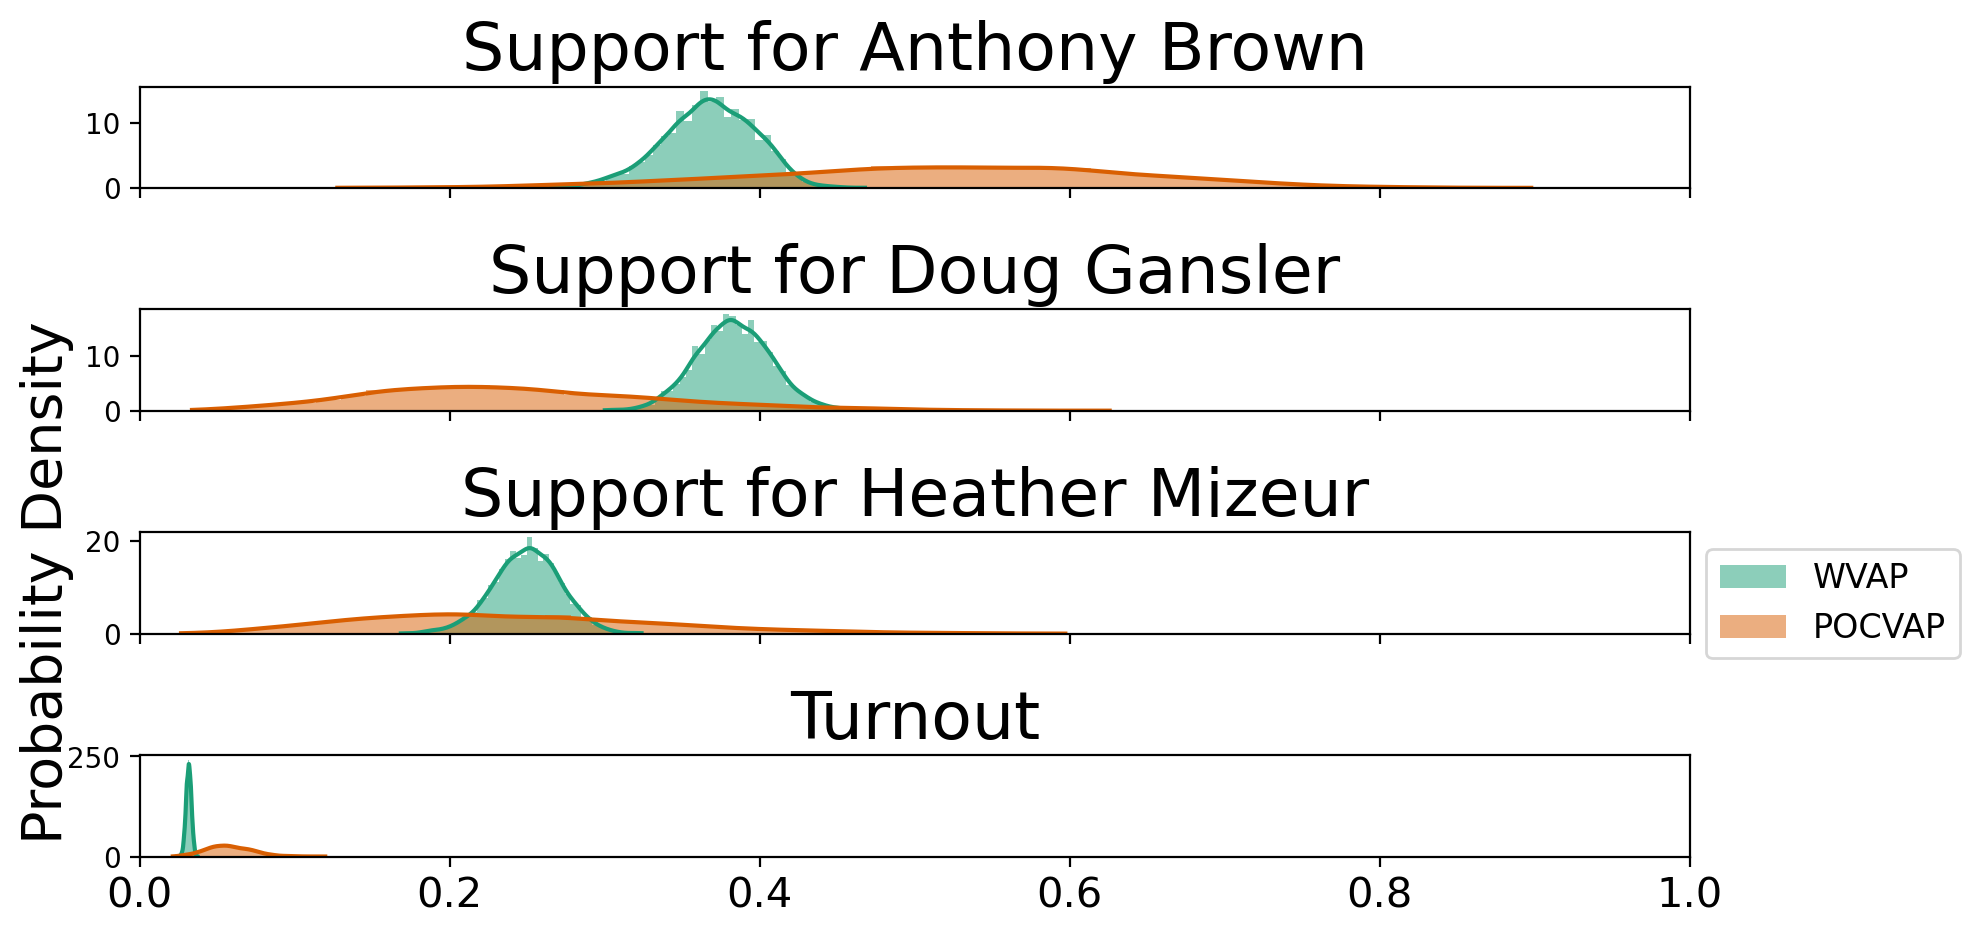 Support for Anthony Brown
10
0
Support for Doug Gansler
10
0
Support for Heather Mizeur
20
0
Turnout
250
0
0.0 0.2 0.4 0.6 0.8 1.0
Probability Density
WVAP
POCVAP